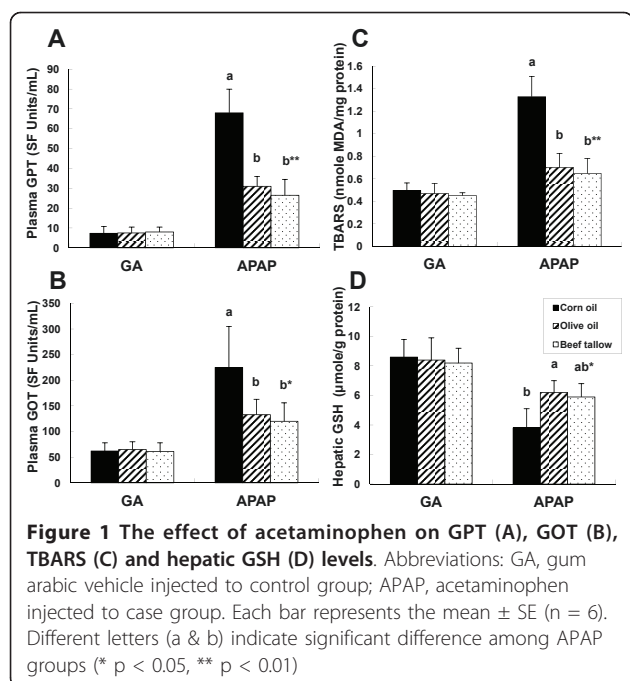 A
Plasma GPT (SF Units/mL)
80
70
60
50
40
30
20
10
0
a
b
b**
GA
APAP
C
TBARS (nmole MDA/mg protein)
1.6
1.4
1.2
1
0.8
0.6
0.4
0.2
0
a
b
b**
GA
APAP
B
Plasma GOT (SF Units/mL)
350
300
250
200
150
100
50
0
a
b
b*
GA
APAP
D
Hepatic GSH (µmole/g protein)
12
10
8
6
4
2
0
Corn oil
Olive oil
Beef tallow
b
a
ab*
GA
APAP
Figure 1 The effect of acetaminophen on GPT (A), GOT (B),
TBARS (C) and hepatic GSH (D) levels. Abbreviations: GA, gum
arabic vehicle injected to control group; APAP, acetaminophen
injected to case group. Each bar represents the mean ± SE (n = 6).
Different letters (a & b) indicate significant difference among APAP
groups (* p < 0.05, ** p < 0.01)